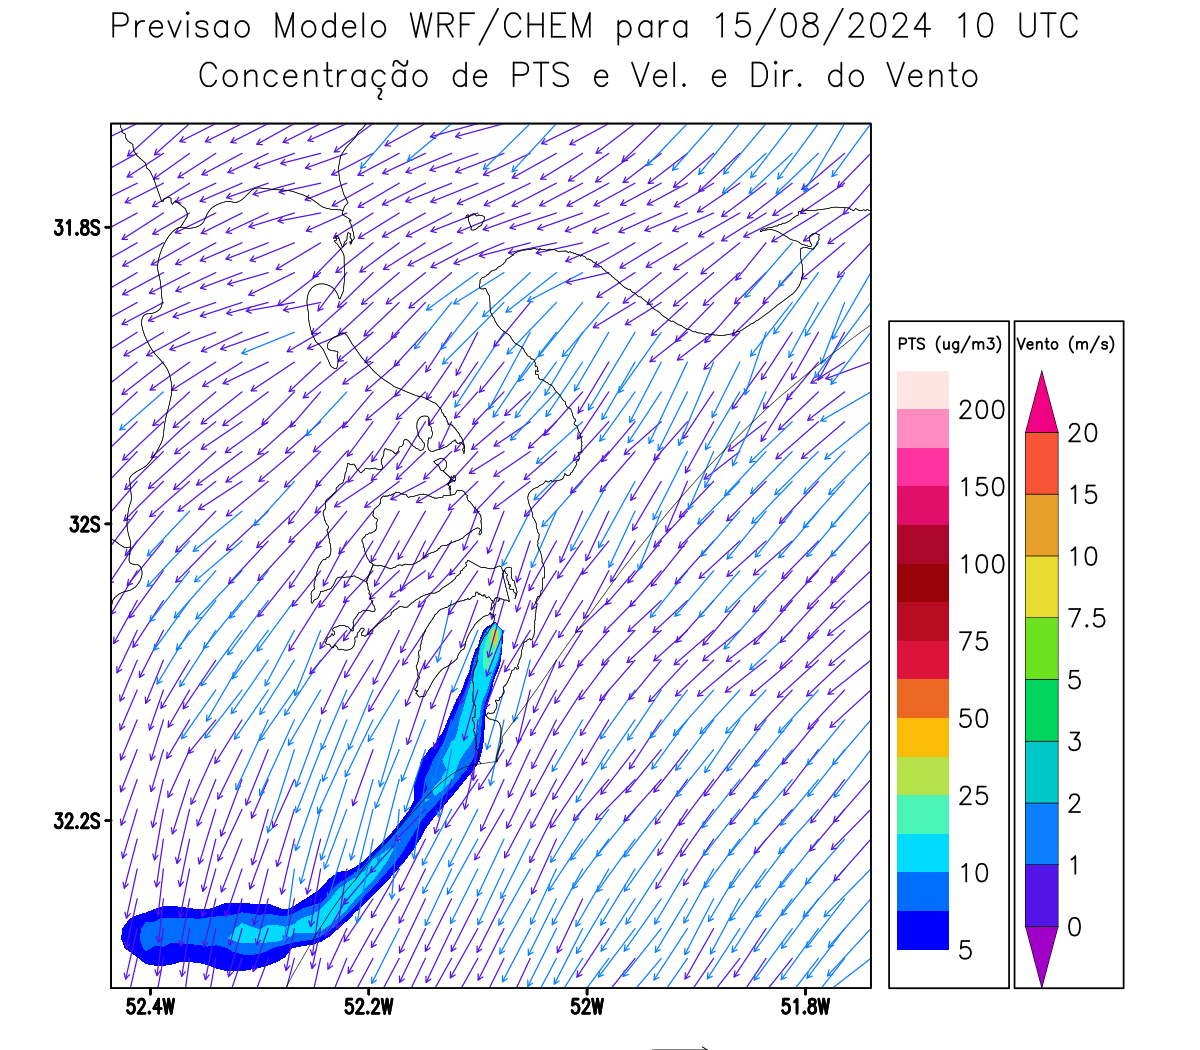 Previsao Modelo WRF/CHEM para 15/08/2024 10 UTC
Concentração de PTS e Vel. e Dir. do Vento
31.8S
32S
32.2S
52.4W 52.2W 52W 51.8W
PTS (ug/m3)
200
150
100
75
50
25
10
5
Vento (m/s)
20
15
10
7.5
5
3
2
1
0